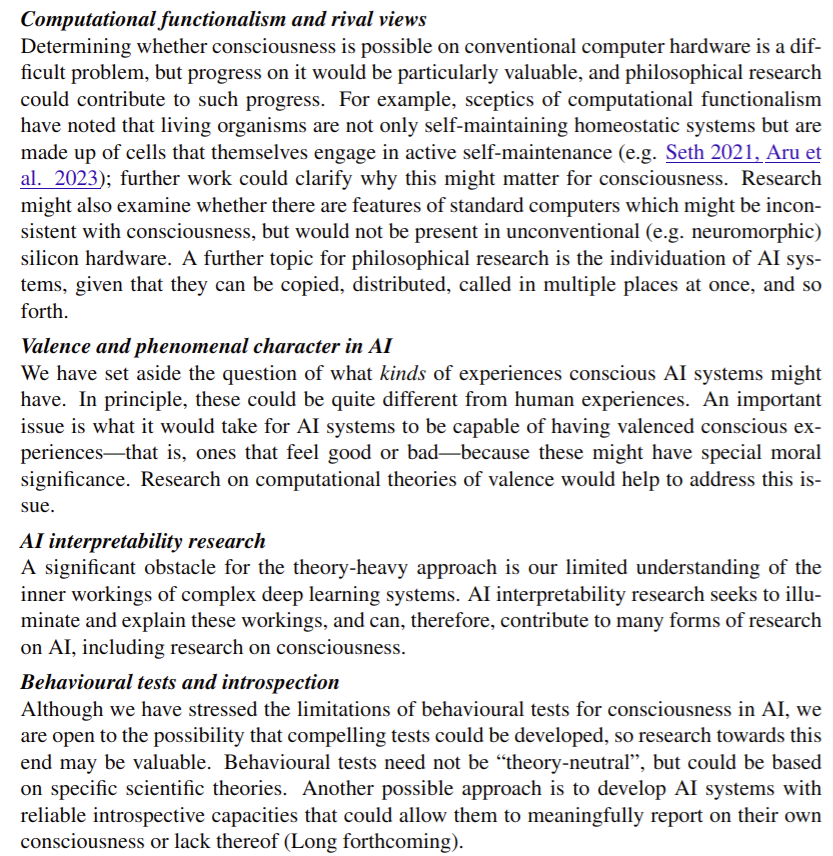 Computational functionalism and rival views
Determining whether consciousness is possible on conventional computer hardware is a dif-
ficult problem, but progress on it would be particularly valuable, and philosophical research
could contribute to such progress. For example, sceptics of computational functionalism
have noted that living organisms are not only self-maintaining homeostatic systems but are
made up of cells that themselves engage in active self-maintenance (e.g. Seth 2021, Aru et
al. 2023); further work could clarify why this might matter for consciousness. Research
might also examine whether there are features of standard computers which might be incon-
sistent with consciousness, but would not be present in unconventional (e.g. neuromorphic)
silicon hardware. A further topic for philosophical research is the individuation of AI sys-
tems, given that they can be copied, distributed, called in multiple places at once, and so
forth.
Valence and phenomenal character in AI
We have set aside the question of what kinds of experiences conscious AI systems might
have. In principle, these could be quite different from human experiences. An important
issue is what it would take for AI systems to be capable of having valenced conscious ex-
periences—that is, ones that feel good or bad—because these might have special moral
significance. Research on computational theories of valence would help to address this is-
sue.
AI interpretability research
A significant obstacle for the theory-heavy approach is our limited understanding of the
inner workings of complex deep learning systems. AI interpretability research seeks to illu-
minate and explain these workings, and can, therefore, contribute to many forms of research
on AI, including research on consciousness.
Behavioural tests and introspection
Although we have stressed the limitations of behavioural tests for consciousness in AI, we
are open to the possibility that compelling tests could be developed, so research towards this
end may be valuable. Behavioural tests need not be “theory-neutral”, but could be based
on specific scientific theories. Another possible approach is to develop AI systems with
reliable introspective capacities that could allow them to meaningfully report on their own
consciousness or lack thereof (Long forthcoming).